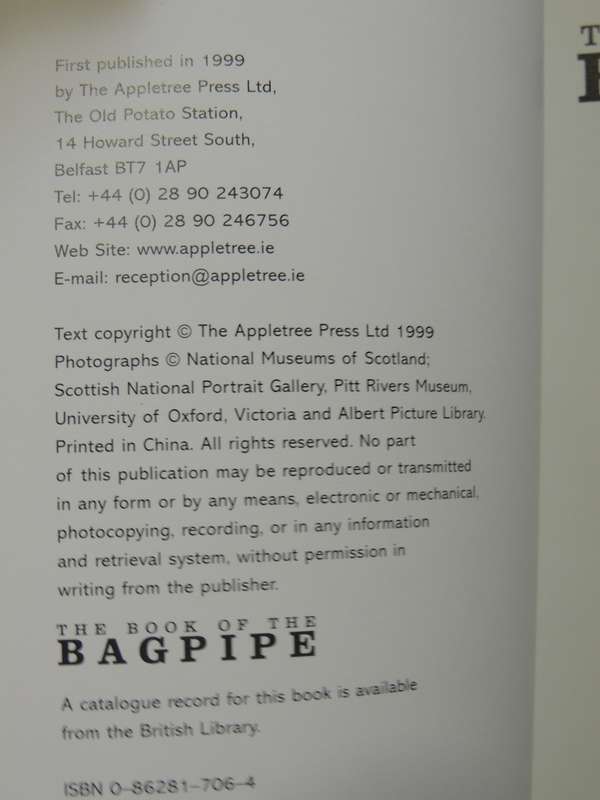 First published in 1999
by The Appletree Press Ltd,
The Old Potato Station,
14 Howard Street South,
Belfast BT7 1AP
Tel: +44 (0) 28 90 243074
Fax: +44 (0) 28 90 246756
Web Site: www.appletree.ie
E-mail: reception@appletree.ie
Text copyright © The Appletree Press Ltd 1999
Photographs © National Museums of Scotland;
Scottish National Portrait Gallery, Pitt Rivers Museum,
University of Oxford, Victoria and Albert Picture Library.
Printed in China. All rights reserved. No part
of this publication may be reproduced or transmitted
in any form or by any means, electronic or mechanical,
photocopying, recording, or in any information
and retrieval system, without permission in
writing from the publisher.
THE BOOK OF THE
BAGPIPE
A catalogue record for this book is available
from the British Library.
ISBN 0-86281-706-4